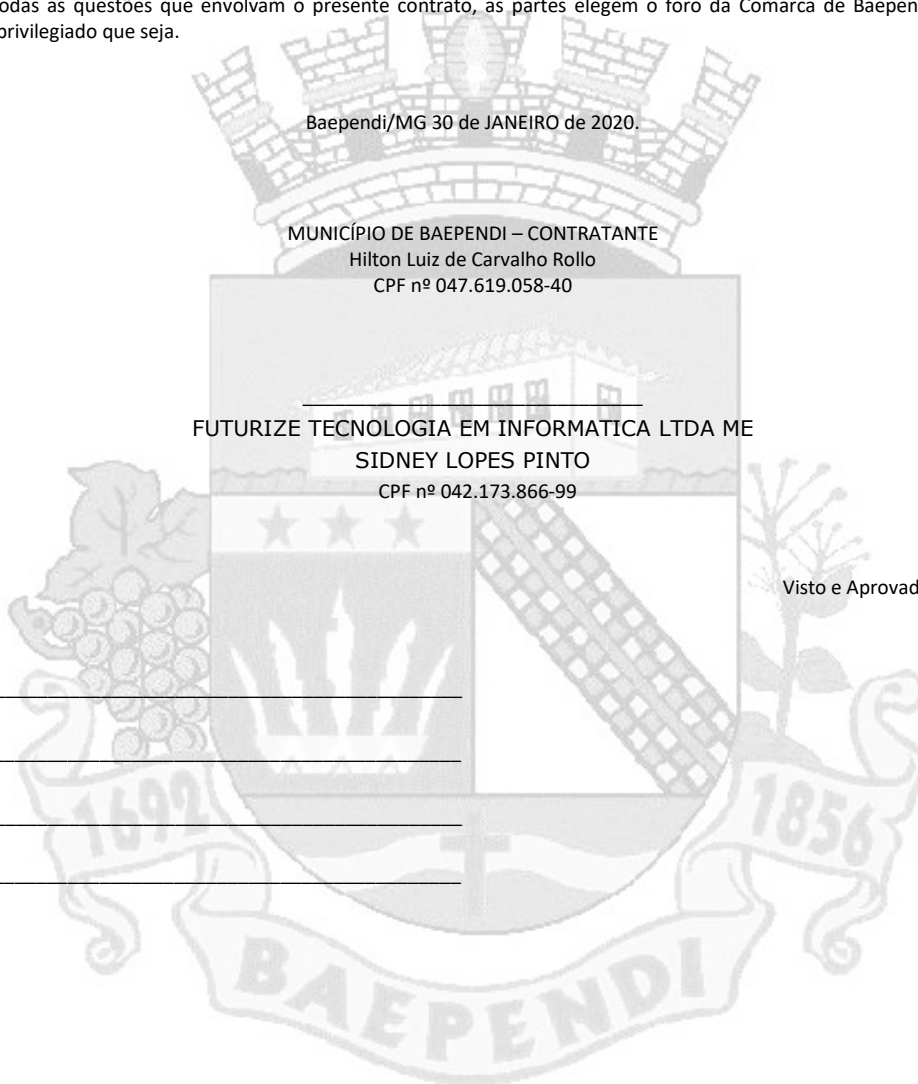 odas as questões que envolvam o presente contrato, as partes elegem o foro da Comarca de Baepen
privilegiado que seja.
Baependi/MG 30 de JANEIRO de 2020.
MUNICÍPIO DE BAEPENDI – CONTRATANTE
Hilton Luiz de Carvalho Rollo
CPF nº 047.619.058-40
FUTURIZE TECNOLOGIA EM INFORMATICA LTDA ME
SIDNEY LOPES PINTO
CPF nº 042.173.866-99
Visto e Aprovad
1692
1856
BAEPENDI